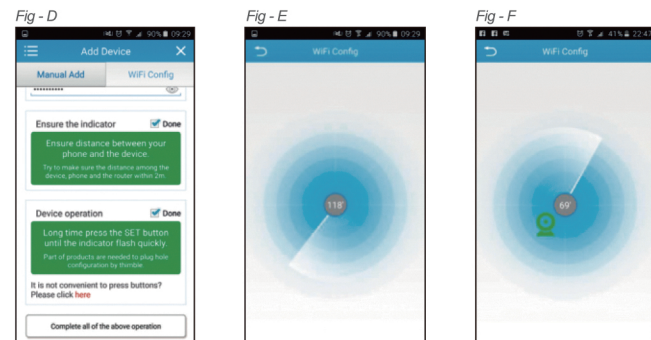 Fig - D
90% 09:29
Add Device
Manual Add
WiFi Config
**********
Ensure the indicator
Done
Ensure distance between your
phone and the device.
Try to make sure the distance among the
device, phone and the router within 2m
Device operation
Done
Long time press the SET button
until the indicator flash quickly.
Part of products are needed to plug hole
configuration by thimble
It is not convenient to press buttons?
Please click here
Complete all of the above operation
Fig - E
90% 09:29
WiFi Config
118"
Fig - F
41% 22:47
WiFi Config
69"